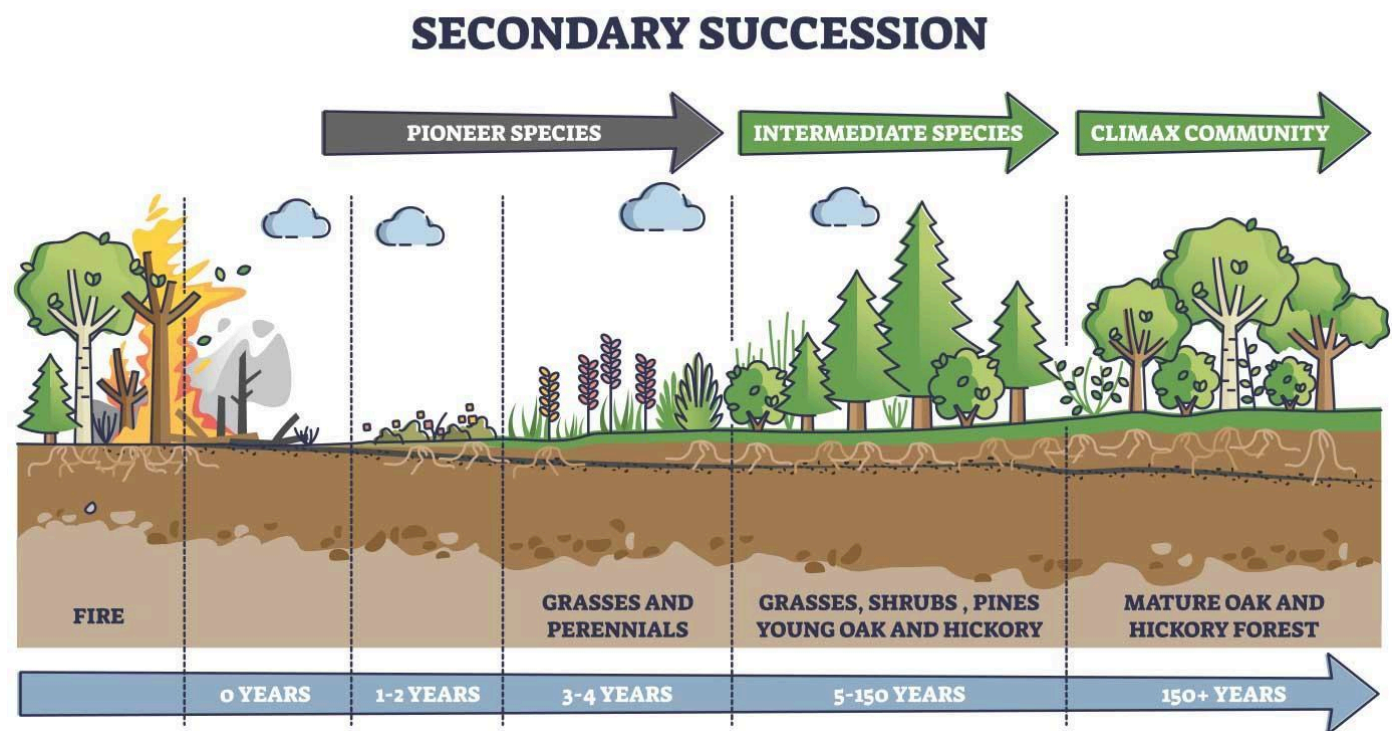 SECONDARY SUCCESSION
PIONEER SPECIES
INTERMEDIATE SPECIES
CLIMAX COMMUNITY
FIRE
GRASSES AND
PERENNIALS
GRASSES, SHRUBS , PINES
YOUNG OAK AND HICKORY
MATURE OAK AND
HICKORY FOREST
0 YEARS
1-2 YEARS
3-4 YEARS
5-150 YEARS
150+ YEARS